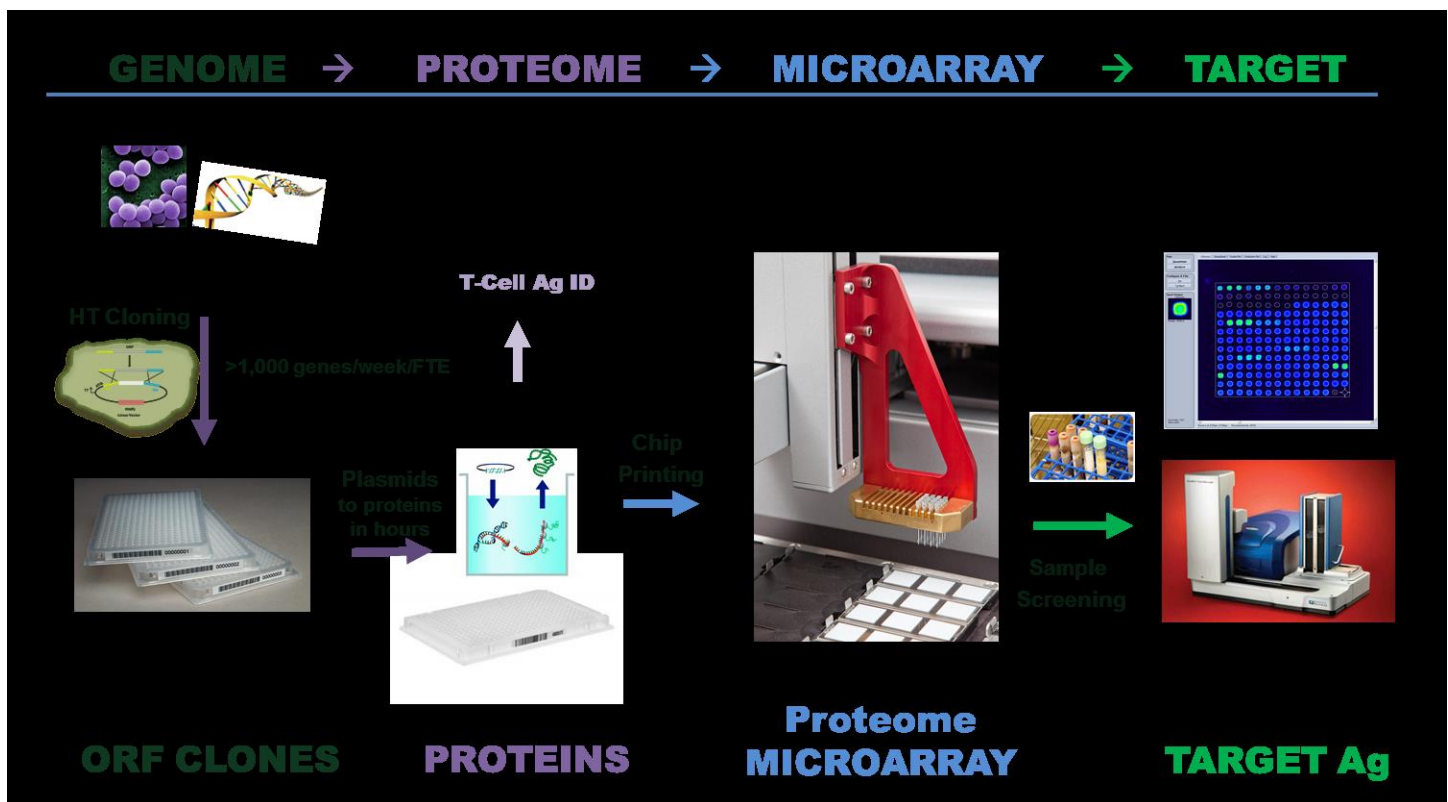 GENOME → PROTEOME → MICROARRAY → TARGET
T-Cell Ag ID
HT Cloning
>1,000 genes/week/FTE
Plasmids
to proteins
in hours
Chip
Printing
Sample
Screening
ORF CLONES
PROTEINS
Proteome
MICROARRAY
TARGET Ag